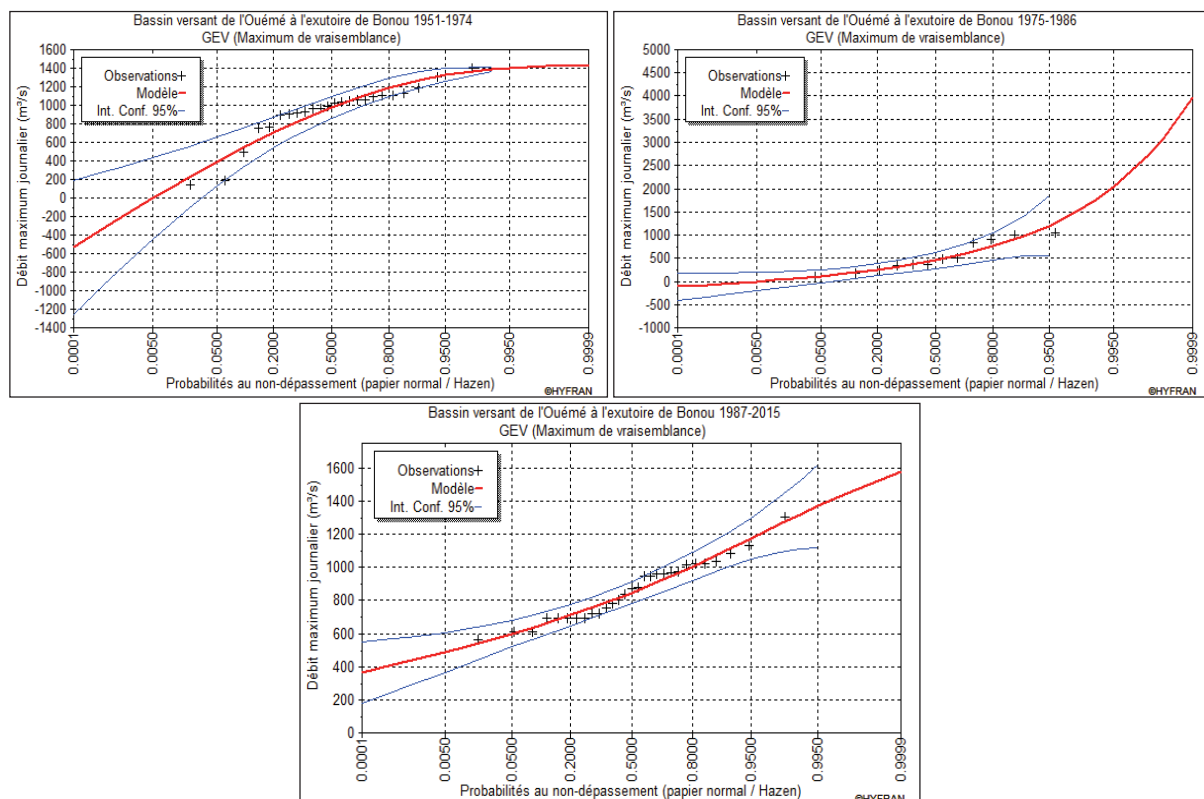 Bassin versant de l'Ouémé à l'exutoire de Bonou 1951-1974
GEV (Maximum de vraisemblance)
Observations
Modèle
Int. Conf. 95%
Débit maximum journalier (m³/s)
1600
1400
1200
1000
800
600
400
200
0
-200
-400
-600
-800
-1000
-1200
-1400
0.0001
0.0050
0.0500
0.2000
0.5000
0.8000
0.9500
0.9950
0.9999
Probabilités au non-dépassement (papier normal / Hazen)
©HYFRAN
Bassin versant de l'Ouémé à l'exutoire de Bonou 1975-1986
GEV (Maximum de vraisemblance)
Observations
Modèle
Int. Conf. 95%
Débit maximum journalier (m³/s)
5000
4500
4000
3500
3000
2500
2000
1500
1000
500
0
-500
-1000
0.0001
0.0050
0.0500
0.2000
0.5000
0.8000
0.9500
0.9950
0.9999
Probabilités au non-dépassement (papier normal / Hazen)
©HYFRAN
Bassin versant de l'Ouémé à l'exutoire de Bonou 1987-2015
GEV (Maximum de vraisemblance)
Observations
Modèle
Int. Conf. 95%
Débit maximum journalier (m³/s)
1600
1400
1200
1000
800
600
400
200
0
0.0001
0.0050
0.0500
0.2000
0.5000
0.8000
0.9500
0.9950
0.9999
Probabilités au non-dépassement (papier normal / Hazen)
©HYFRAN